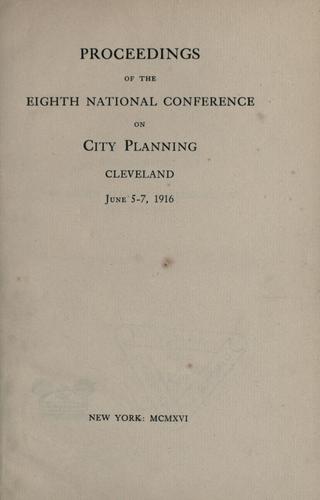 PROCEEDINGS
OF THE
EIGHTH NATIONAL CONFERENCE
ON
CITY PLANNING
CLEVELAND
JUNE 5-7, 1916
NEW YORK: MCMXVI